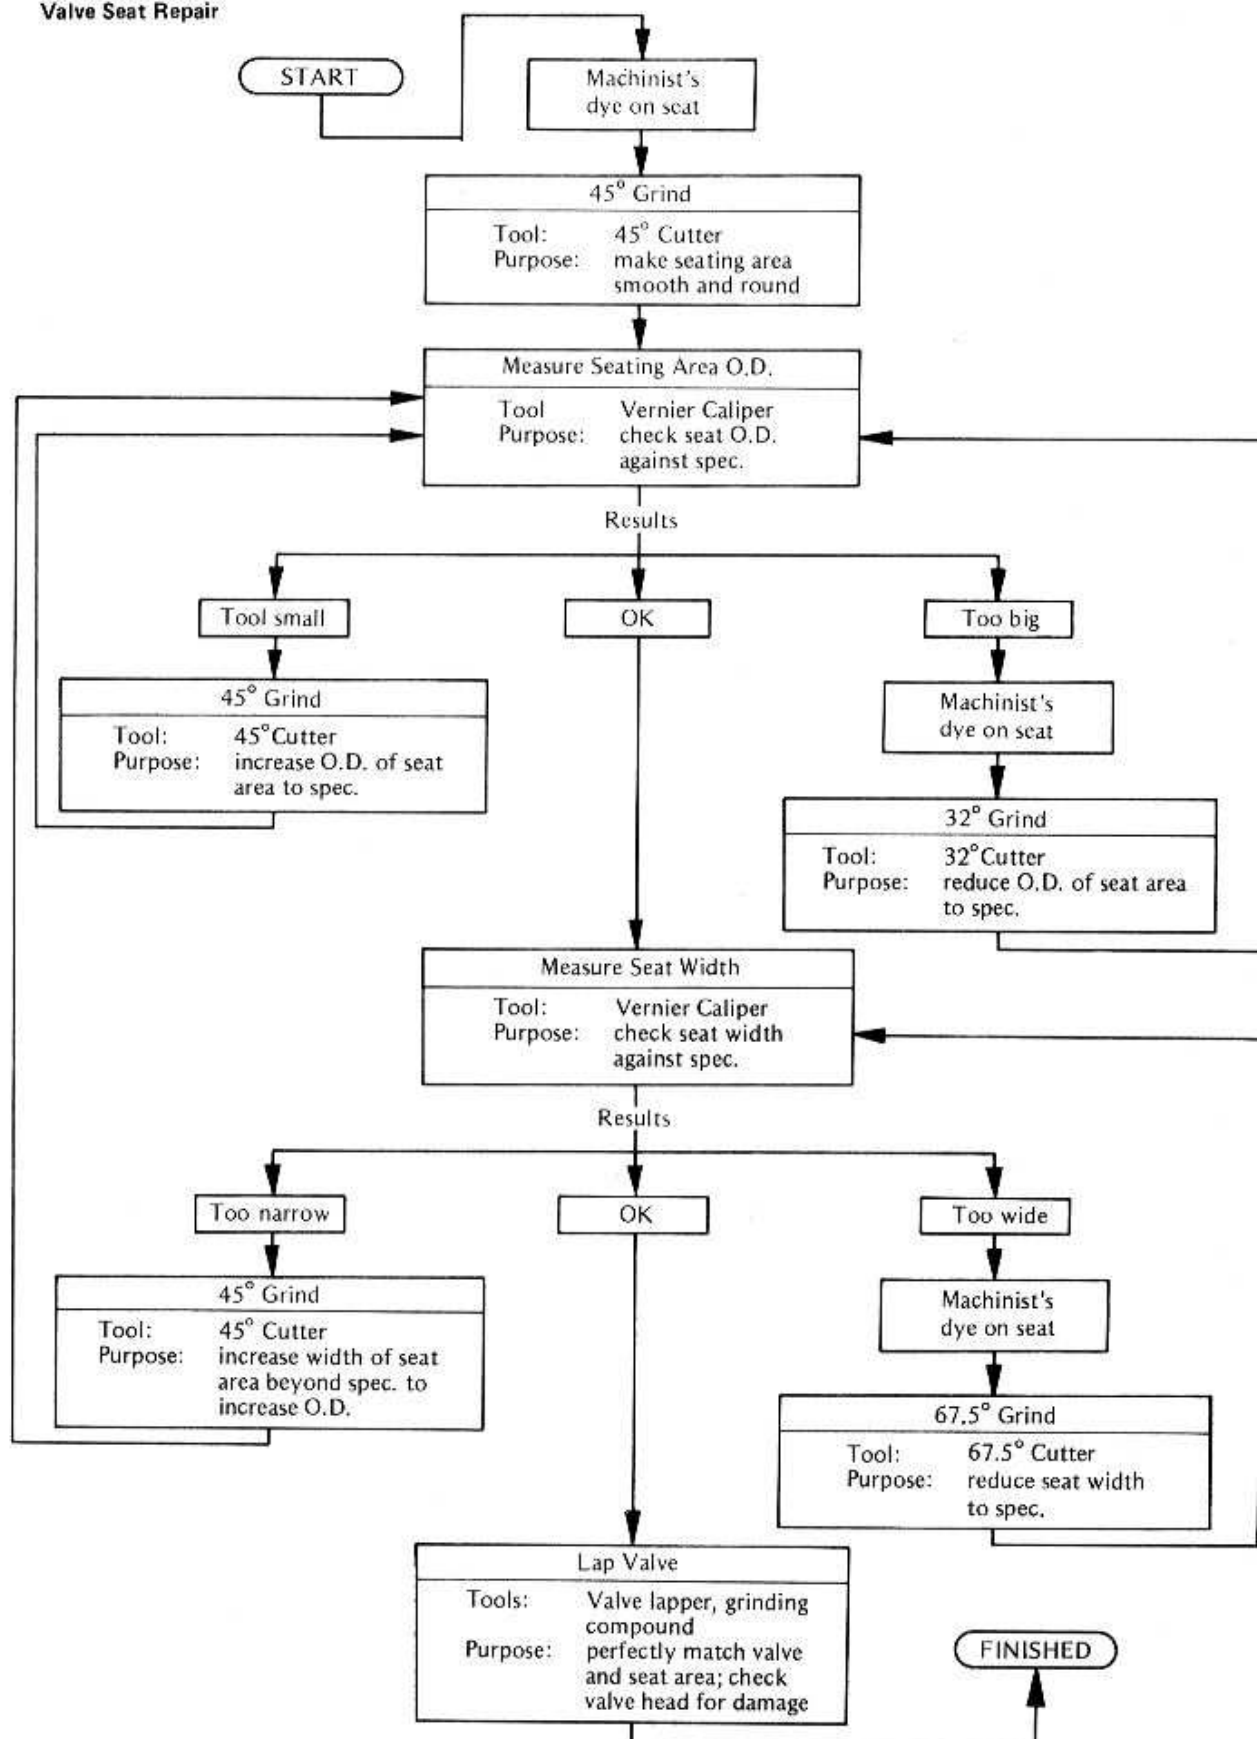 Valve Seat Repair
START
Machinist's
dye on seat
45° Grind
Tool: 45° Cutter
Purpose: make seating area
smooth and round
Measure Seating Area O.D.
Tool Vernier Caliper
Purpose: check seat O.D.
against spec.
Results
Tool small
OK
Too big
45° Grind
Tool: 45° Cutter
Purpose: increase O.D. of seat
area to spec.
Machinist's
dye on seat
32° Grind
Tool: 32° Cutter
Purpose: reduce O.D. of seat area
to spec.
Measure Seat Width
Tool: Vernier Caliper
Purpose: check seat width
against spec.
Results
Too narrow
OK
Too wide
45° Grind
Tool: 45° Cutter
Purpose: increase width of seat
area beyond spec. to
increase O.D.
Machinist's
dye on seat
67.5° Grind
Tool: 67.5° Cutter
Purpose: reduce seat width
to spec.
Lap Valve
Tools: Valve lapper, grinding
compound
Purpose: perfectly match valve
and seat area; check
valve head for damage
FINISHED